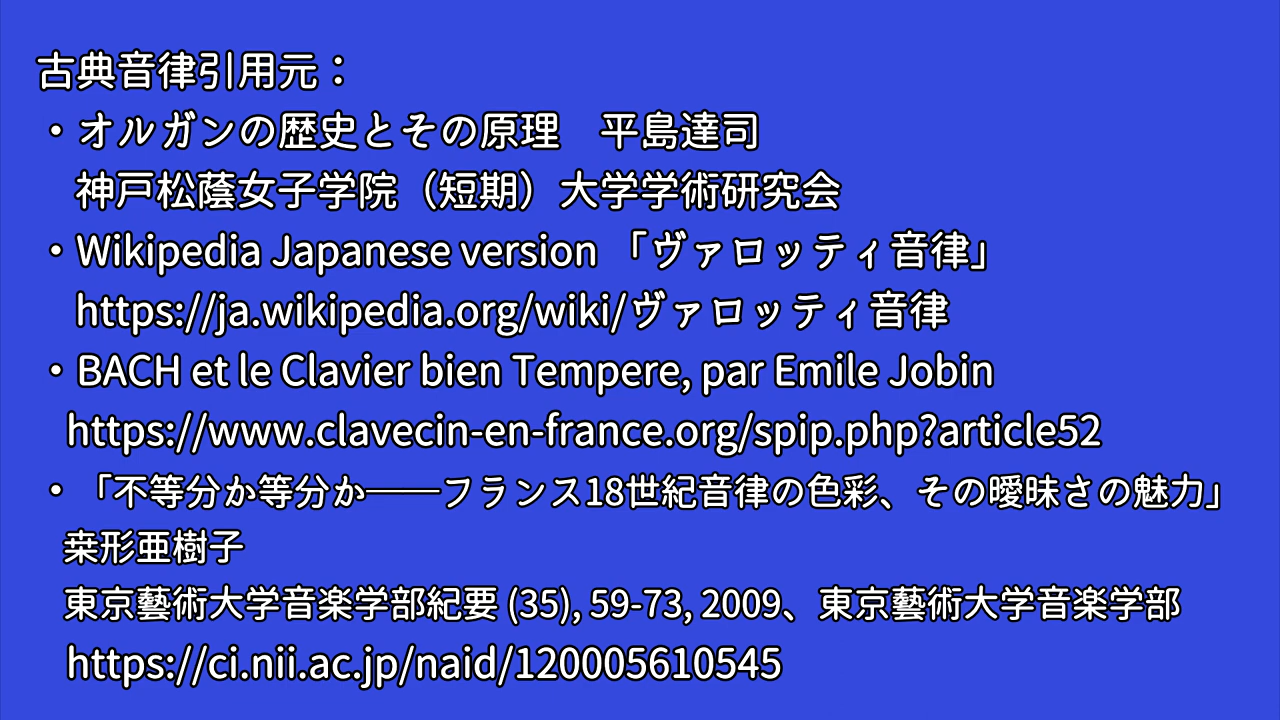 古典音律引用元：
・オルガンの歴史とその原理　平島達司
神戸松蔭女子学院（短期）大学学術研究会
・Wikipedia Japanese version 「ヴァロッティ音律」
https://ja.wikipedia.org/wiki/ヴァロッティ音律
・BACH et le Clavier bien Tempere, par Emile Jobin
https://www.clavecin-en-france.org/spip.php?article52
・「不等分か等分か――フランス18世紀音律の色彩、その曖昧さの魅力」
桒形亜樹子
東京藝術大学音楽学部紀要 (35), 59-73, 2009、東京藝術大学音楽学部
https://ci.nii.ac.jp/naid/120005610545